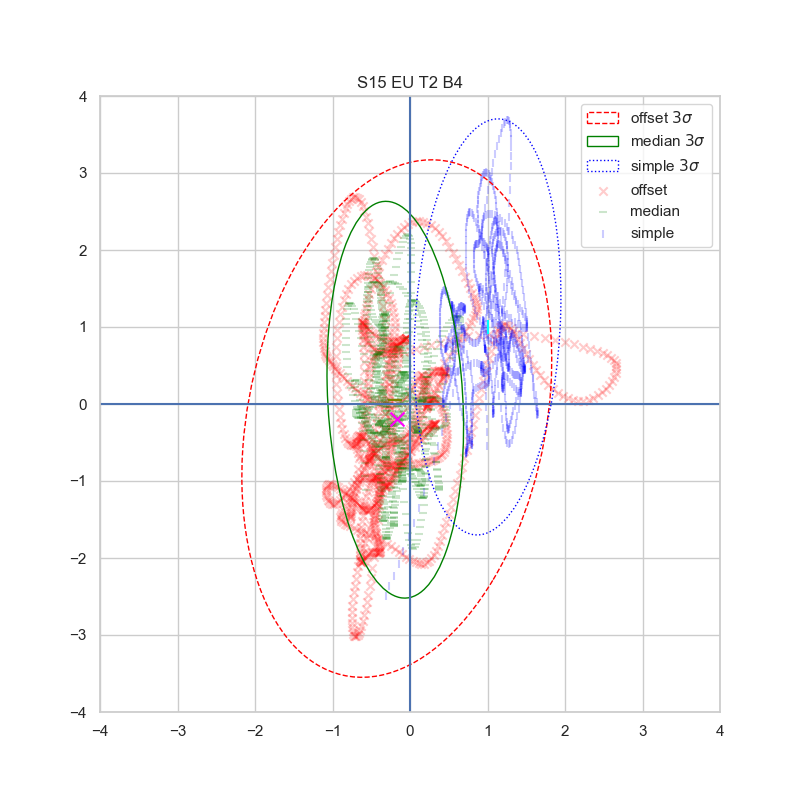 S15 EU T2 B4
offset 3σ
median 3σ
simple 3σ
offset
median
simple
4
3
2
1
0
−1
−2
−3
−4
−4 −3 −2 −1 0 1 2 3 4